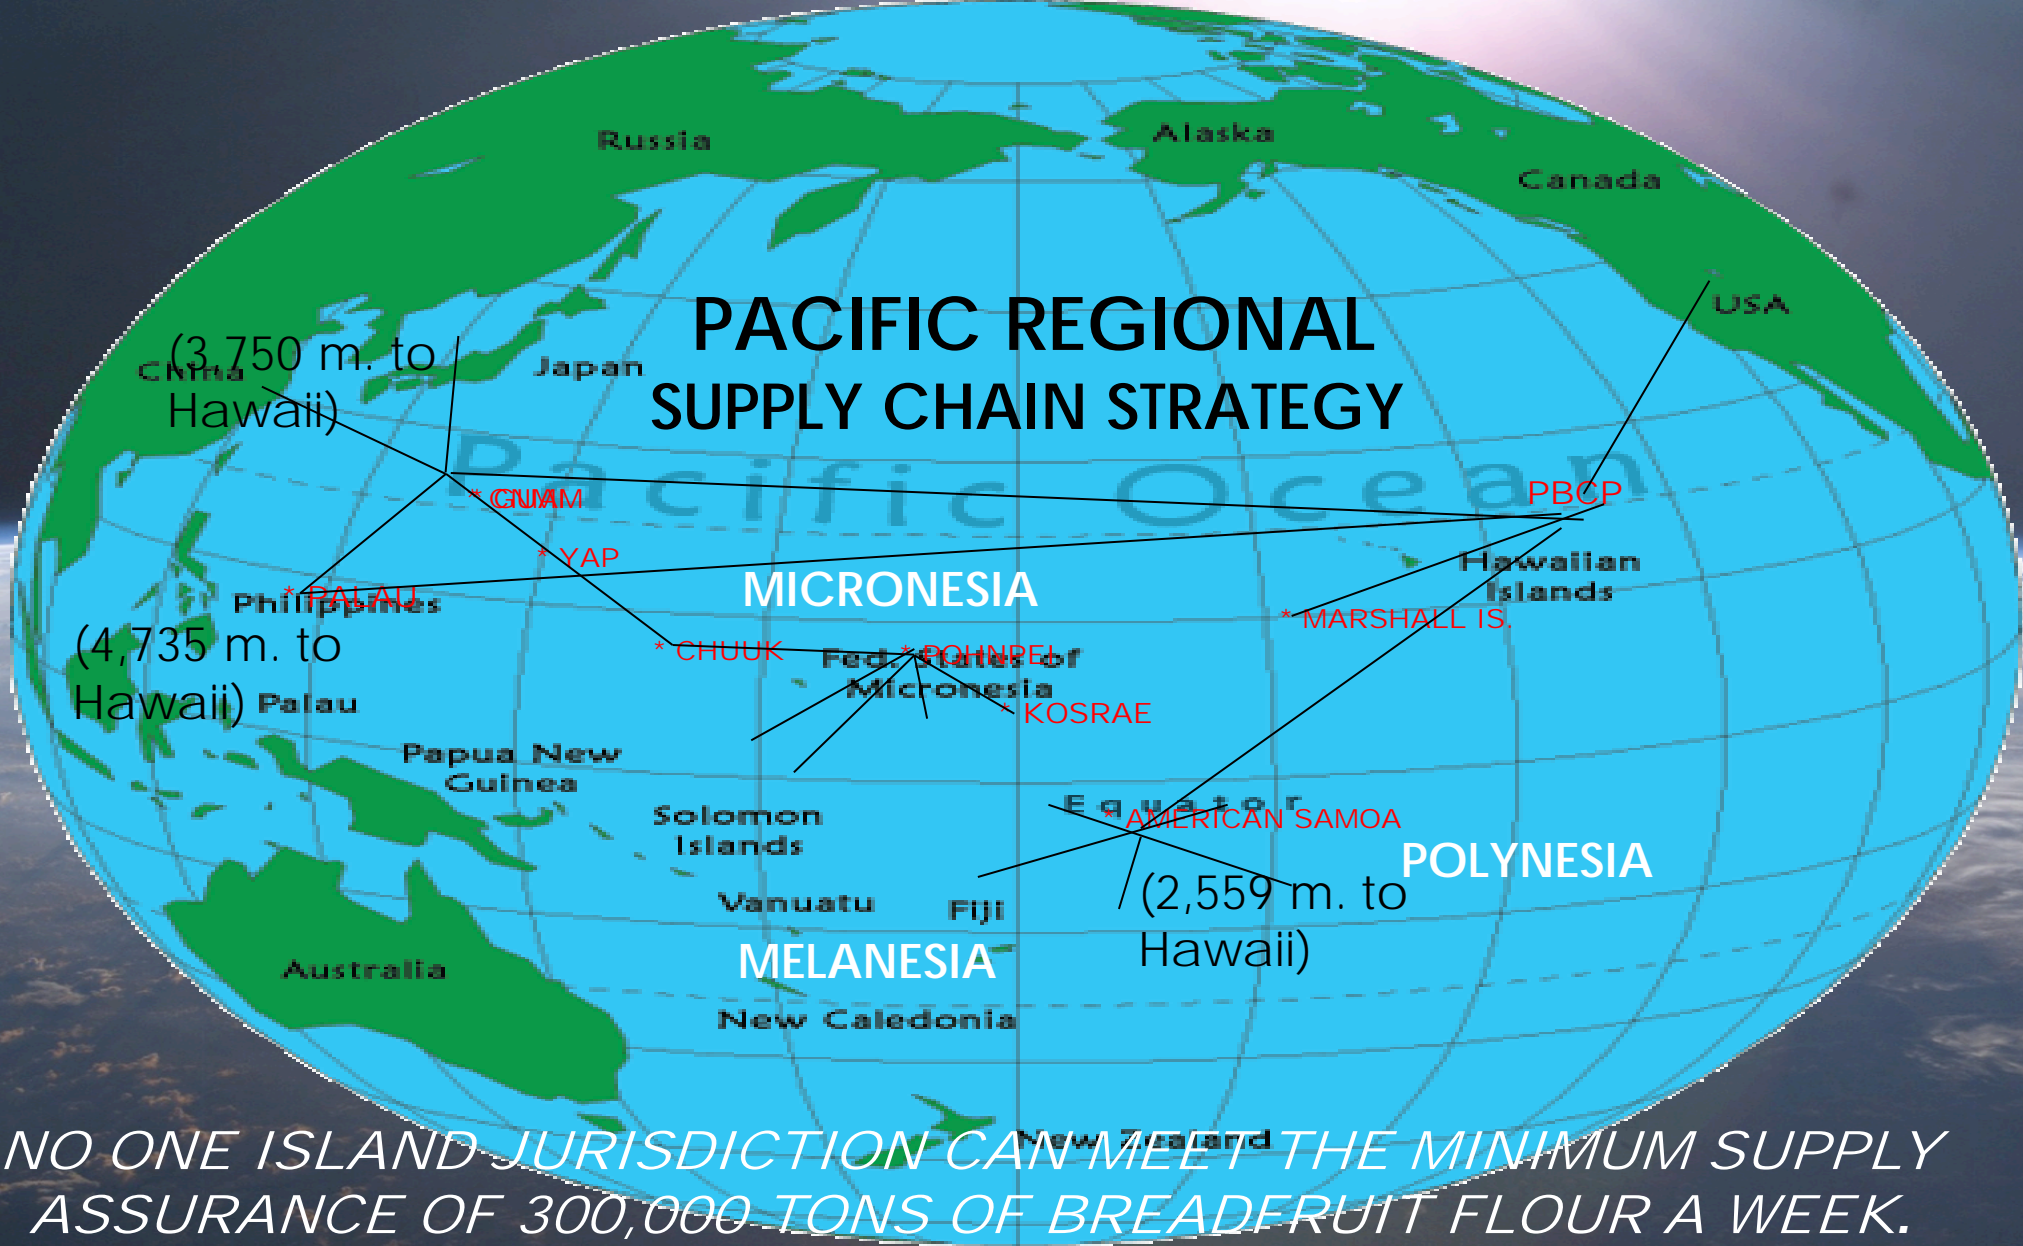 Russia
Alaska
Canada
USA
PACIFIC REGIONAL
SUPPLY CHAIN STRATEGY
(3,750 m. to
Hawaii)
China
Japan
Pacific Ocean
* GUAM
* CNMI
PBCP
* YAP
Hawaiian
Islands
MICRONESIA
* PALAU
Philippines
* MARSHALL IS.
(4,735 m. to
Hawaii)
Palau
* CHUUK
* POHNPEI
Fed. States of
Micronesia
* KOSRAE
Papua New
Guinea
Solomon
Islands
Equator
* AMERICAN SAMOA
POLYNESIA
(2,559 m. to
Hawaii)
Vanuatu
Fiji
MELANESIA
Australia
New Caledonia
New Zealand
NO ONE ISLAND JURISDICTION CAN MEET THE MINIMUM SUPPLY
ASSURANCE OF 300,000 TONS OF BREADFRUIT FLOUR A WEEK.